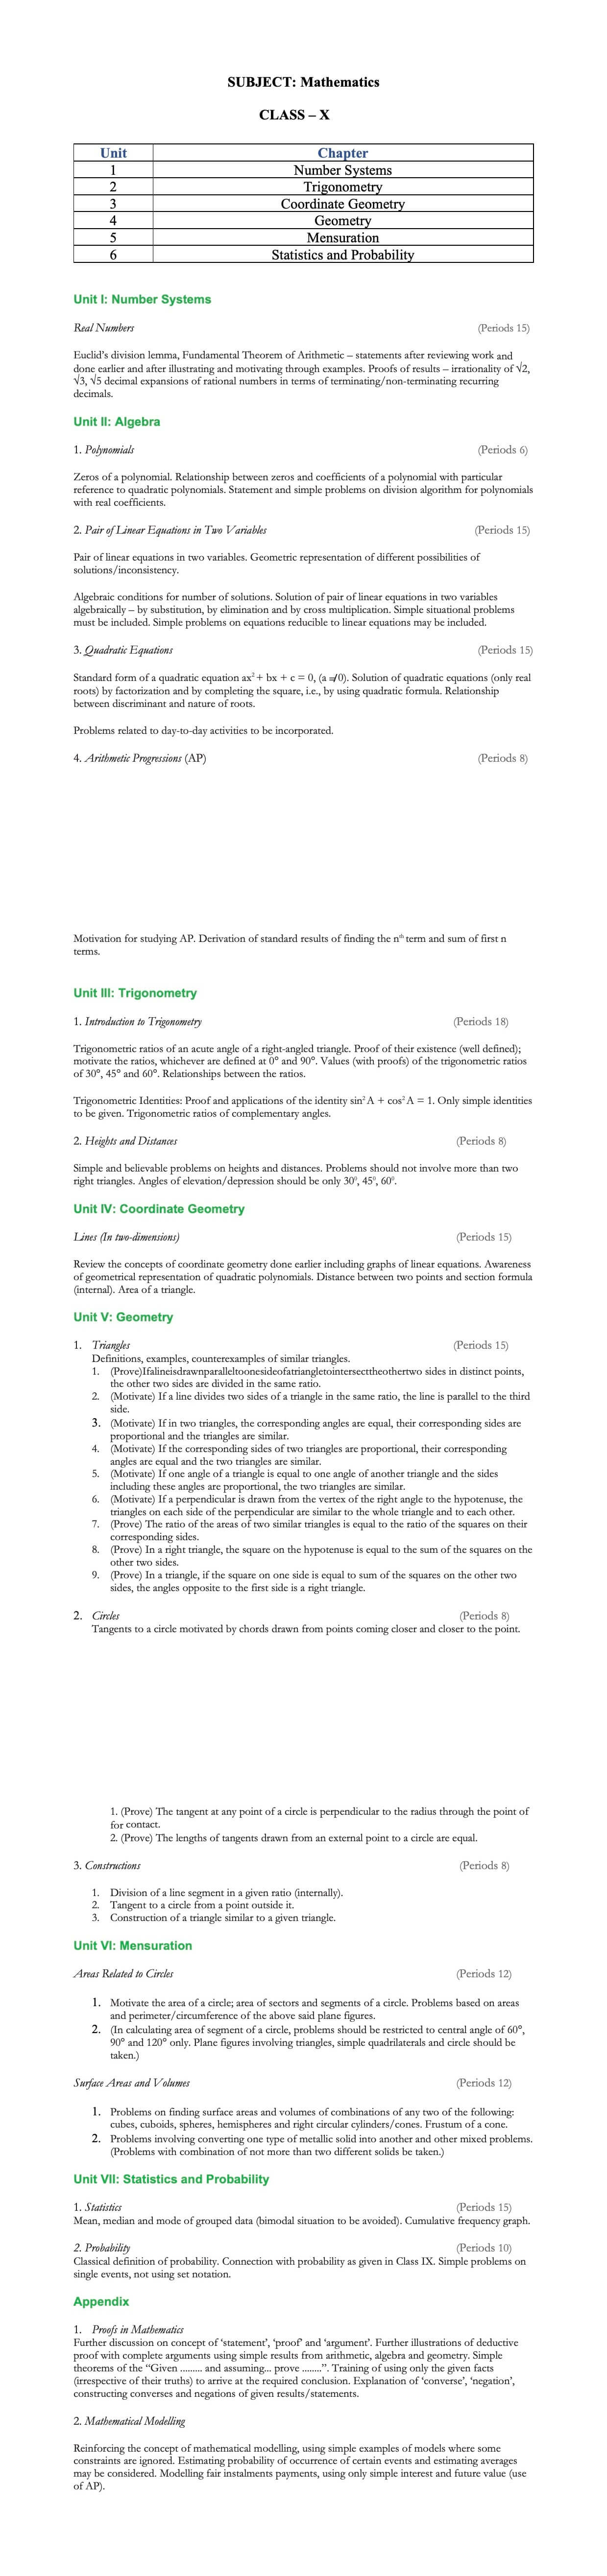 SUBJECT: Mathematics
CLASS – X
Unit Chapter
1 Number Systems
2 Trigonometry
3 Coordinate Geometry
4 Geometry
5 Mensuration
6 Statistics and Probability
Unit I: Number Systems
Real Numbers (Periods 15)
Euclid's division lemma, Fundamental Theorem of Arithmetic – statements after reviewing work and
done earlier and after illustrating and motivating through examples. Proofs of results – irrationality of √2,
√3, √5 decimal expansions of rational numbers in terms of terminating/non-terminating recurring
decimals.
Unit II: Algebra
1. Polynomials (Periods 6)
Zeros of a polynomial. Relationship between zeros and coefficients of a polynomial with particular
reference to quadratic polynomials. Statement and simple problems on division algorithm for polynomials
with real coefficients.
2. Pair of Linear Equations in Two Variables (Periods 15)
Pair of linear equations in two variables. Geometric representation of different possibilities of
solutions/inconsistency.
Algebraic conditions for number of solutions. Solution of pair of linear equations in two variables
algebraically – by substitution, by elimination and by cross multiplication. Simple situational problems
must be included. Simple problems on equations reducible to linear equations may be included.
3. Quadratic Equations (Periods 15)
Standard form of a quadratic equation ax² + bx + c = 0, (a ≠ 0). Solution of quadratic equations (only real
roots) by factorization and by completing the square, i.e., by using quadratic formula. Relationship
between discriminant and nature of roots.
Problems related to day-to-day activities to be incorporated.
4. Arithmetic Progressions (AP) (Periods 8)
Motivation for studying AP. Derivation of standard results of finding the nᵗʰ term and sum of first n
terms.
Unit III: Trigonometry
1. Introduction to Trigonometry (Periods 18)
Trigonometric ratios of an acute angle of a right-angled triangle. Proof of their existence (well defined);
motivate the ratios, whichever are defined at 0° and 90°. Values (with proofs) of the trigonometric ratios
of 30°, 45° and 60°. Relationships between the ratios.
Trigonometric Identities: Proof and applications of the identity sin² A + cos² A = 1. Only simple identities
to be given. Trigonometric ratios of complementary angles.
2. Heights and Distances (Periods 8)
Simple and believable problems on heights and distances. Problems should not involve more than two
right triangles. Angles of elevation/depression should be only 30⁰, 45⁰, 60⁰.
Unit IV: Coordinate Geometry
Lines (In two-dimensions) (Periods 15)
Review the concepts of coordinate geometry done earlier including graphs of linear equations. Awareness
of geometrical representation of quadratic polynomials. Distance between two points and section formula
(internal). Area of a triangle.
Unit V: Geometry
1. Triangles (Periods 15)
Definitions, examples, counterexamples of similar triangles.
1. (Prove)Ifalineisdrawnparalleltoonesideofatriangletointersecttheothertwo sides in distinct points,
the other two sides are divided in the same ratio.
2. (Motivate) If a line divides two sides of a triangle in the same ratio, the line is parallel to the third
side.
3. (Motivate) If in two triangles, the corresponding angles are equal, their corresponding sides are
proportional and the triangles are similar.
4. (Motivate) If the corresponding sides of two triangles are proportional, their corresponding
angles are equal and the two triangles are similar.
5. (Motivate) If one angle of a triangle is equal to one angle of another triangle and the sides
including these angles are proportional, the two triangles are similar.
6. (Motivate) If a perpendicular is drawn from the vertex of the right angle to the hypotenuse, the
triangles on each side of the perpendicular are similar to the whole triangle and to each other.
7. (Prove) The ratio of the areas of two similar triangles is equal to the ratio of the squares on their
corresponding sides.
8. (Prove) In a right triangle, the square on the hypotenuse is equal to the sum of the squares on the
other two sides.
9. (Prove) In a triangle, if the square on one side is equal to sum of the squares on the other two
sides, the angles opposite to the first side is a right triangle.
2. Circles (Periods 8)
Tangents to a circle motivated by chords drawn from points coming closer and closer to the point.
1. (Prove) The tangent at any point of a circle is perpendicular to the radius through the point of
for contact.
2. (Prove) The lengths of tangents drawn from an external point to a circle are equal.
3. Constructions (Periods 8)
1. Division of a line segment in a given ratio (internally).
2. Tangent to a circle from a point outside it.
3. Construction of a triangle similar to a given triangle.
Unit VI: Mensuration
Areas Related to Circles (Periods 12)
1. Motivate the area of a circle; area of sectors and segments of a circle. Problems based on areas
and perimeter/circumference of the above said plane figures.
2. (In calculating area of segment of a circle, problems should be restricted to central angle of 60°,
90° and 120° only. Plane figures involving triangles, simple quadrilaterals and circle should be
taken.)
Surface Areas and Volumes (Periods 12)
1. Problems on finding surface areas and volumes of combinations of any two of the following:
cubes, cuboids, spheres, hemispheres and right circular cylinders/cones. Frustum of a cone.
2. Problems involving converting one type of metallic solid into another and other mixed problems.
(Problems with combination of not more than two different solids be taken.)
Unit VII: Statistics and Probability
1. Statistics (Periods 15)
Mean, median and mode of grouped data (bimodal situation to be avoided). Cumulative frequency graph.
2. Probability (Periods 10)
Classical definition of probability. Connection with probability as given in Class IX. Simple problems on
single events, not using set notation.
Appendix
1. Proofs in Mathematics
Further discussion on concept of 'statement', 'proof' and 'argument'. Further illustrations of deductive
proof with complete arguments using simple results from arithmetic, algebra and geometry. Simple
theorems of the "Given ......... and assuming... prove ........". Training of using only the given facts
(irrespective of their truths) to arrive at the required conclusion. Explanation of 'converse', 'negation',
constructing converses and negations of given results/statements.
2. Mathematical Modelling
Reinforcing the concept of mathematical modelling, using simple examples of models where some
constraints are ignored. Estimating probability of occurrence of certain events and estimating averages
may be considered. Modelling fair instalments payments, using only simple interest and future value (use
of AP).